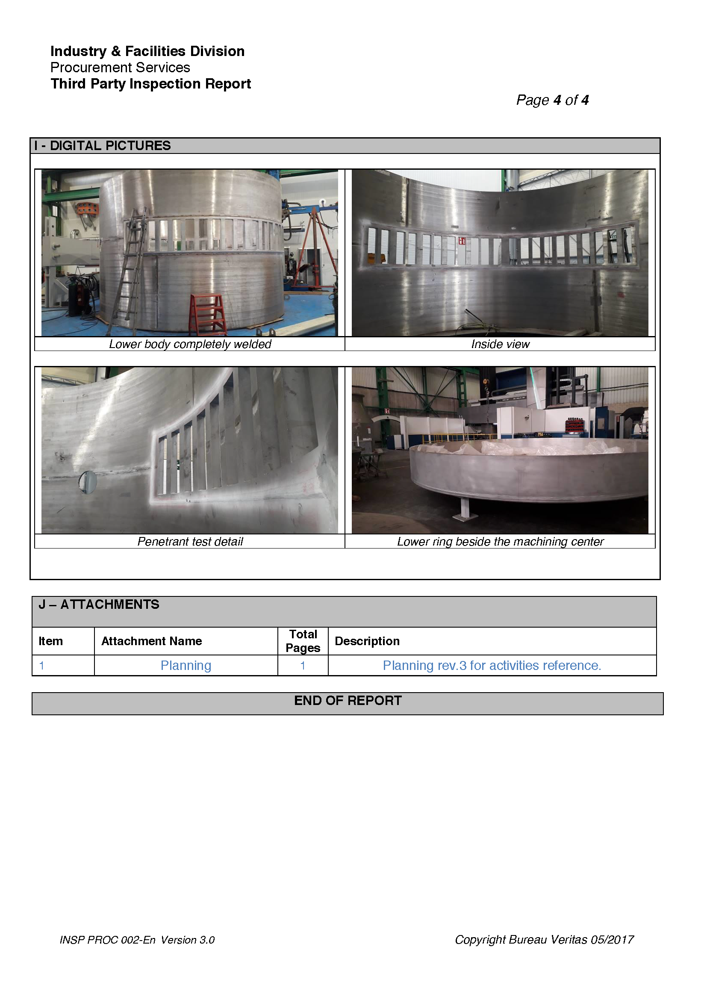 Industry & Facilities Division
Procurement Services
Third Party Inspection Report
Page 4 of 4
I - DIGITAL PICTURES
Lower body completely welded
Inside view
Penetrant test detail
Lower ring beside the machining center
J – ATTACHMENTS
Item Attachment Name Total Pages Description
1 Planning 1 Planning rev.3 for activities reference.
END OF REPORT
INSP PROC 002-En Version 3.0
Copyright Bureau Veritas 05/2017